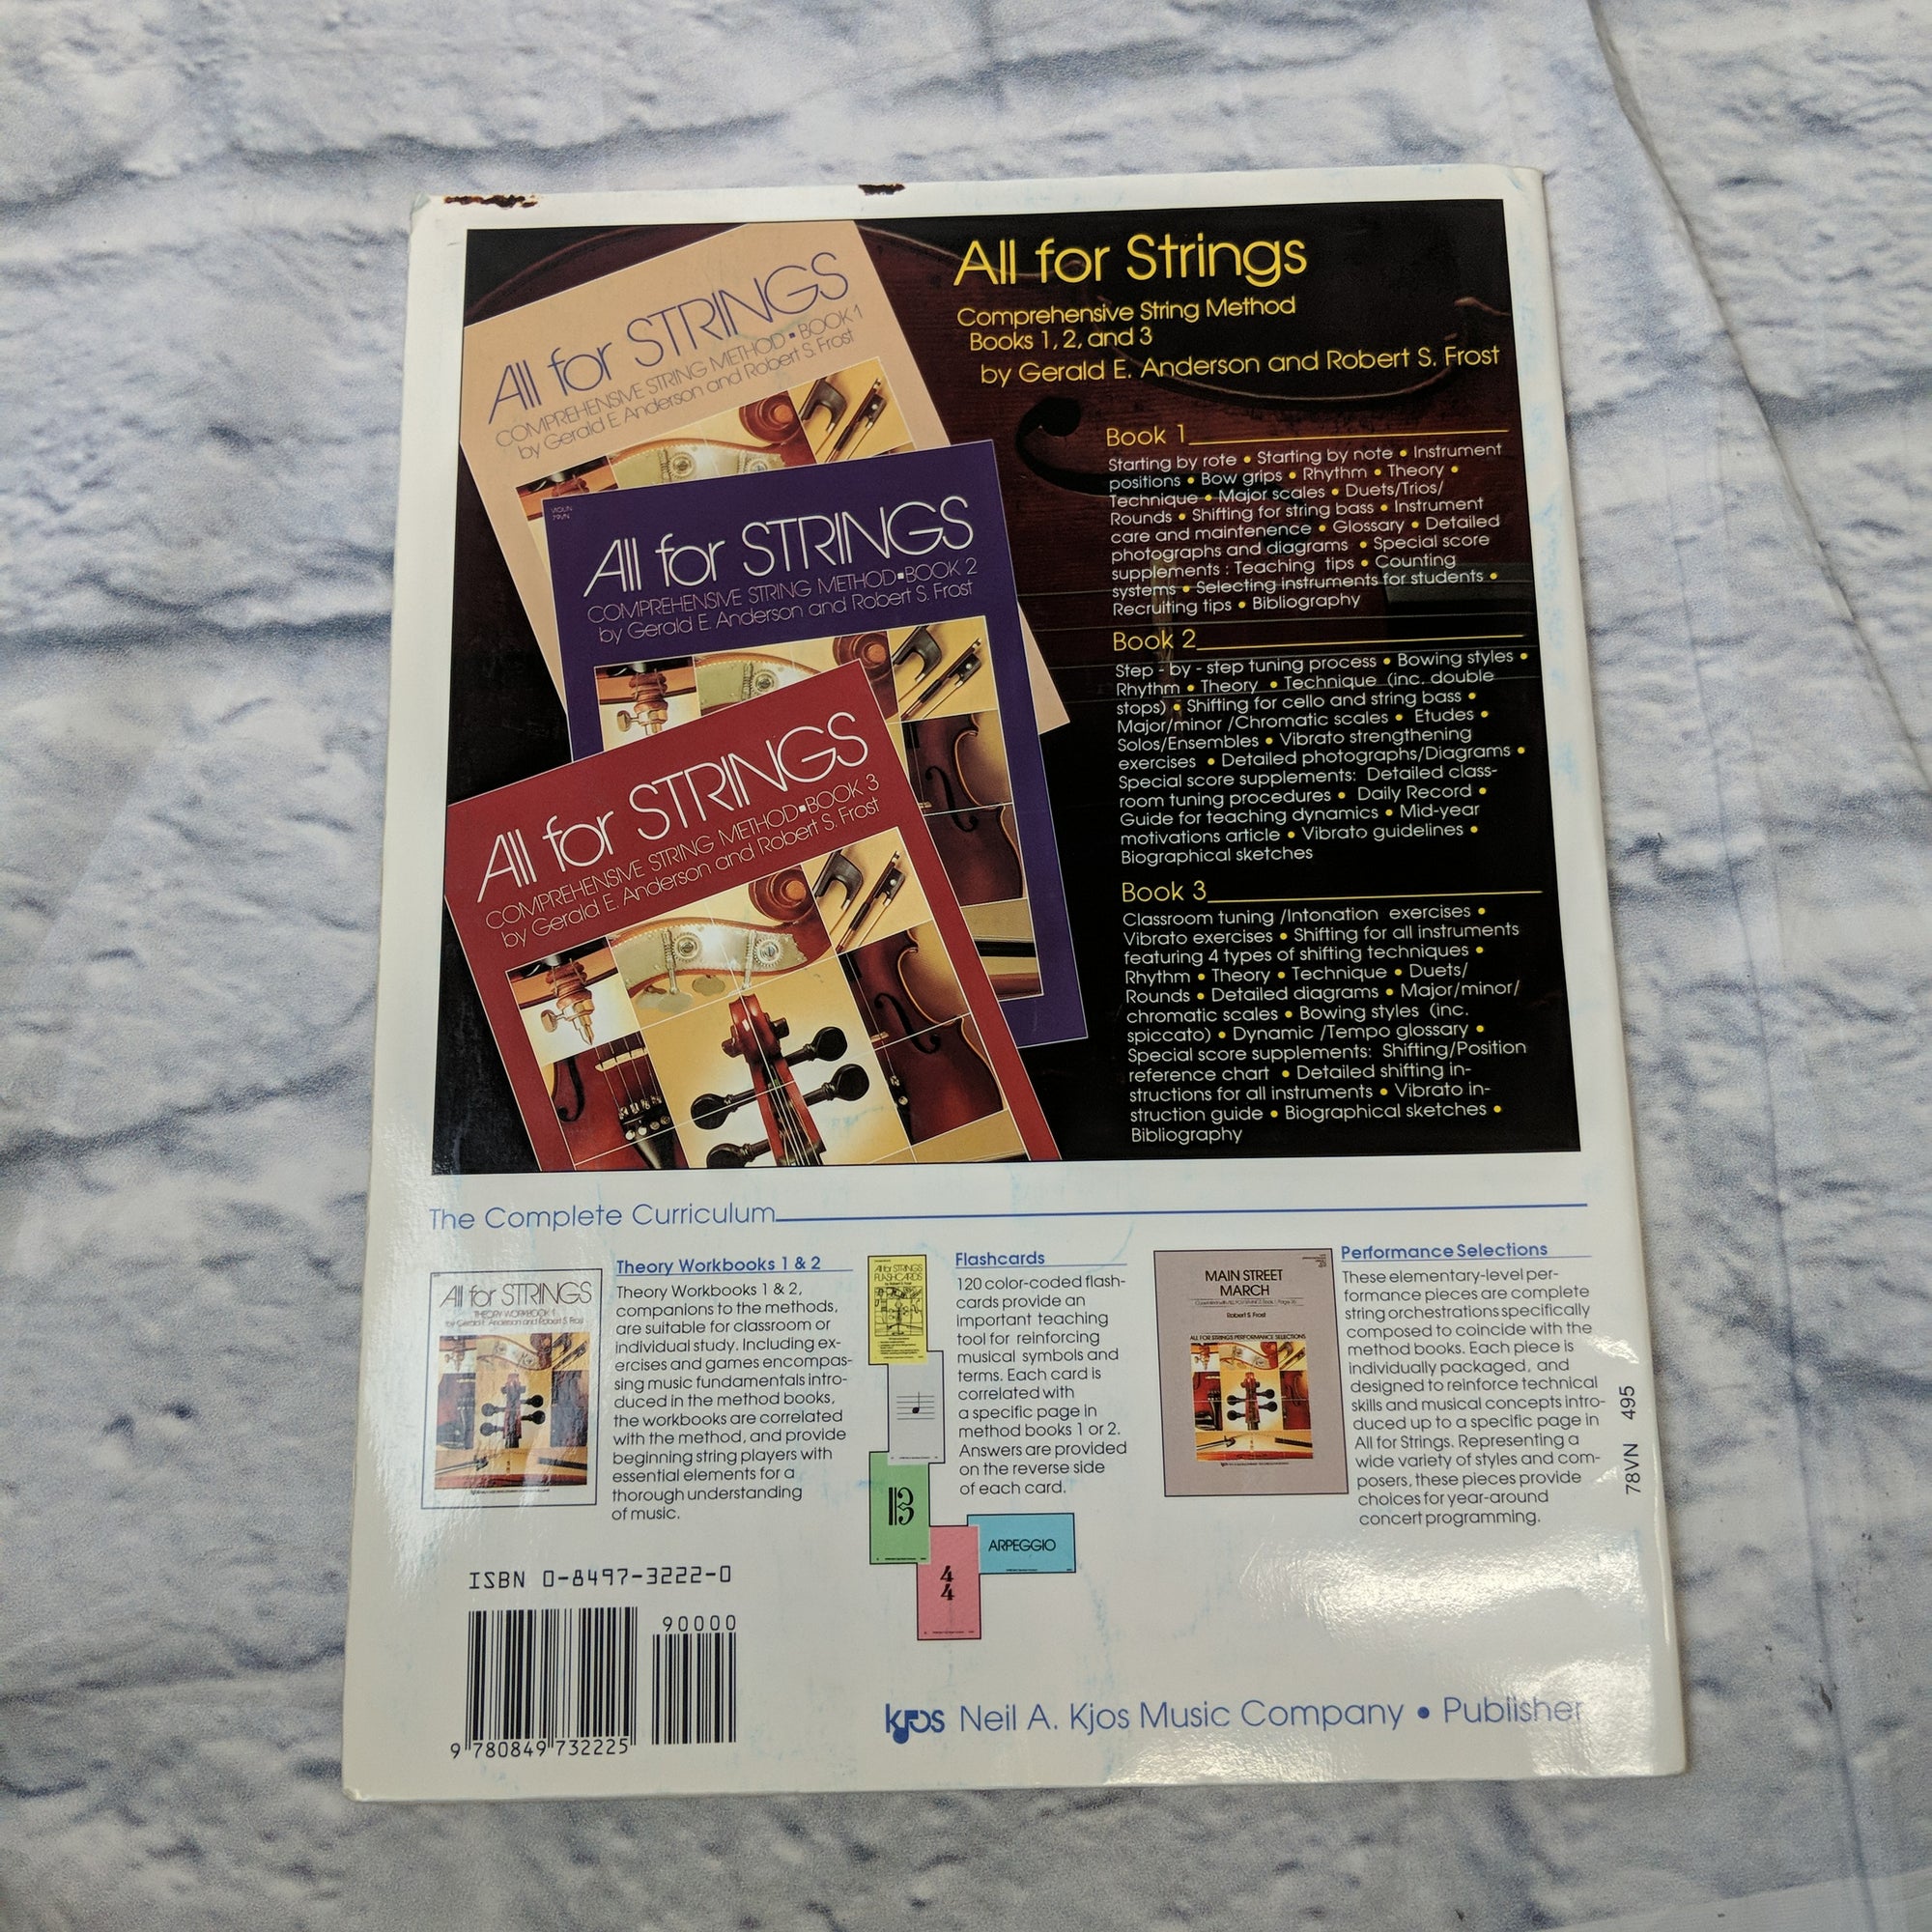 All for STRINGS
COMPREHENSIVE STRING METHOD▪BOOK 1
by Gerald E. Anderson and Robert S. Frost
VIOLIN
79VN
All for STRINGS
COMPREHENSIVE STRING METHOD▪BOOK 2
by Gerald E. Anderson and Robert S. Frost
All for STRINGS
COMPREHENSIVE STRING METHOD▪BOOK 3
by Gerald E. Anderson and Robert S. Frost
All for Strings
Comprehensive String Method
Books 1, 2, and 3
by Gerald E. Anderson and Robert S. Frost
Book 1
Starting by rote • Starting by note • Instrument
positions • Bow grips • Rhythm • Theory •
Technique • Major scales • Duets/Trios/
Rounds • Shifting for string bass • Instrument
care and maintenence • Glossary • Detailed
photographs and diagrams • Special score
supplements : Teaching tips • Counting
systems • Selecting instruments for students •
Recruiting tips • Bibliography
Book 2
Step - by - step tuning process • Bowing styles •
Rhythm • Theory • Technique (inc. double
stops) • Shifting for cello and string bass •
Major/minor /Chromatic scales • Etudes •
Solos/Ensembles • Vibrato strengthening
exercises • Detailed photographs/Diagrams •
Special score supplements: Detailed class-
room tuning procedures • Daily Record •
Guide for teaching dynamics • Mid-year
motivations article • Vibrato guidelines •
Biographical sketches
Book 3
Classroom tuning /Intonation exercises •
Vibrato exercises • Shifting for all instruments
featuring 4 types of shifting techniques •
Rhythm • Theory • Technique • Duets/
Rounds • Detailed diagrams • Major/minor/
chromatic scales • Bowing styles (inc.
spiccato) • Dynamic /Tempo glossary •
Special score supplements: Shifting/Position
reference chart • Detailed shifting in-
structions for all instruments • Vibrato in-
struction guide • Biographical sketches •
Bibliography
The Complete Curriculum
All for STRINGS
THEORY WORKBOOK 1
by Gerald E. Anderson and Robert S. Frost
Theory Workbooks 1 & 2
Theory Workbooks 1 & 2,
companions to the methods,
are suitable for classroom or
individual study. Including ex-
ercises and games encompas-
sing music fundamentals intro-
duced in the method books,
the workbooks are correlated
with the method, and provide
beginning string players with
essential elements for a
thorough understanding
of music.
All for STRINGS
FLASHCARDS
4
4
ARPEGGIO
Flashcards
120 color-coded flash-
cards provide an
important teaching
tool for reinforcing
musical symbols and
terms. Each card is
correlated with
a specific page in
method books 1 or 2.
Answers are provided
on the reverse side
of each card.
MAIN STREET
MARCH
Robert S. Frost
ALL FOR STRINGS PERFORMANCE SELECTIONS
Performance Selections
These elementary-level per-
formance pieces are complete
string orchestrations specifically
composed to coincide with the
method books. Each piece is
individually packaged, and
designed to reinforce technical
skills and musical concepts intro-
duced up to a specific page in
All for Strings. Representing a
wide variety of styles and com-
posers, these pieces provide
choices for year-around
concert programming.
78VN 495
ISBN 0-8497-3222-0
90000
9 780849 732225
kjos Neil A. Kjos Music Company • Publisher